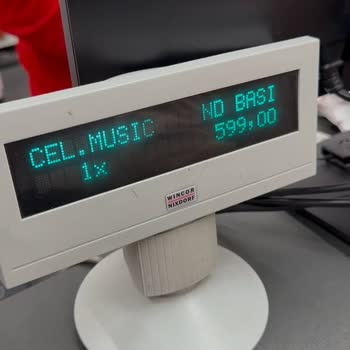 CEL.MUSIC ND BASI
1x 599,00
WINCOR
NIXDORF